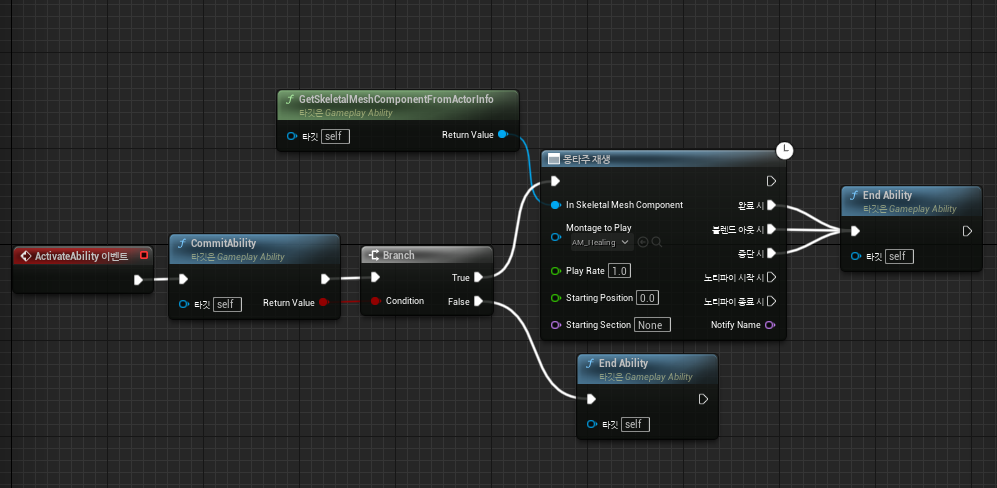 GetSkeletalMeshComponentFromActorInfo
타깃은 Gameplay Ability
타깃 self
Return Value
몽타주 재생
In Skeletal Mesh Component
완료 시
Montage to Play
AM_Healing
블렌드 아웃 시
중단 시
Play Rate 1.0
노티파이 시작 시
Starting Position 0.0
노티파이 종료 시
Starting Section None
Notify Name
End Ability
타깃은 Gameplay Ability
타깃 self
ActivateAbility 이벤트
CommitAbility
타깃은 Gameplay Ability
타깃 self
Return Value
Branch
True
Condition
False
End Ability
타깃은 Gameplay Ability
타깃 self